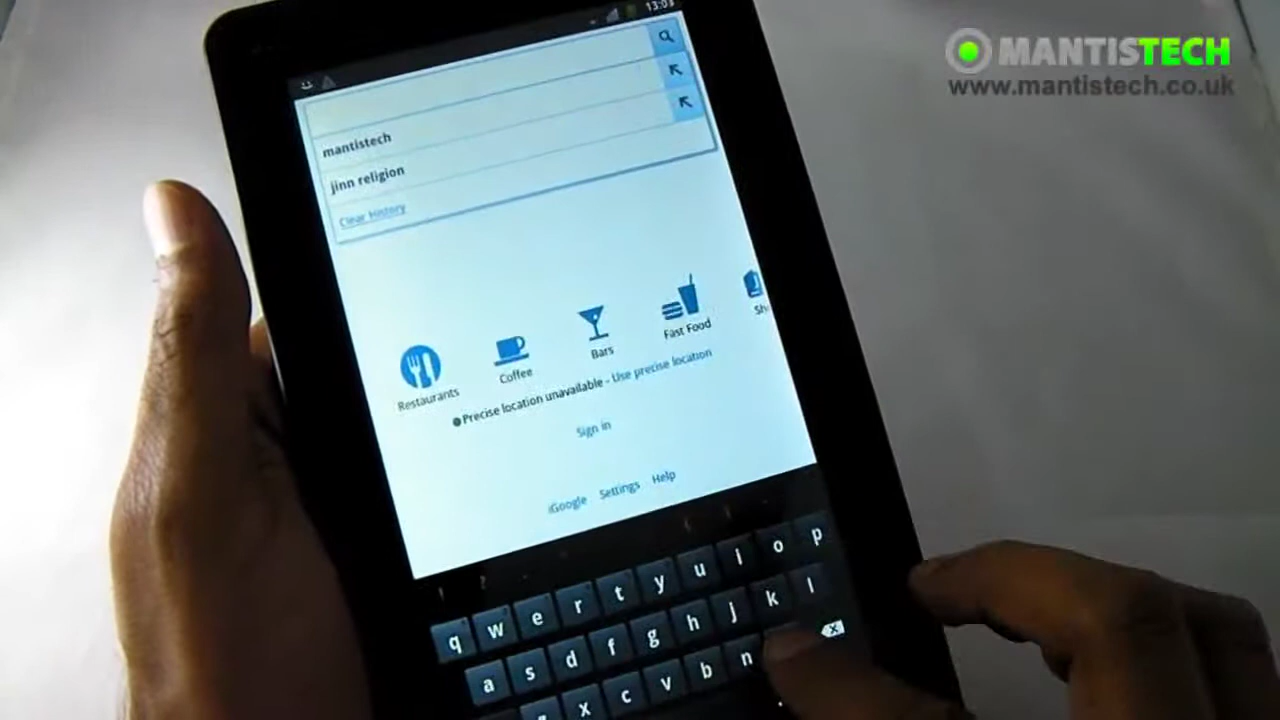 13:03
MANTISTECH
www.mantistech.co.uk
mantistech
jinn religion
Clear History
Restaurants
Coffee
Bars
Fast Food
Precise location unavailable - Use precise location
Sign in
iGoogle Settings Help
q w e r t y u i o p
a s d f g h j k l
x c v b n